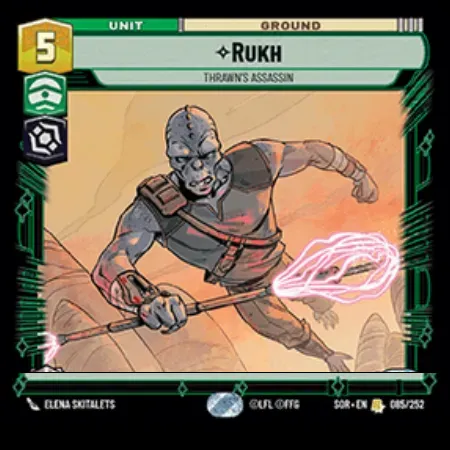 5
UNIT
GROUND
RUKH
THRAWN'S ASSASSIN
ELENA SKITALETS
©LFL ©FFG
SOR • EN 085/252